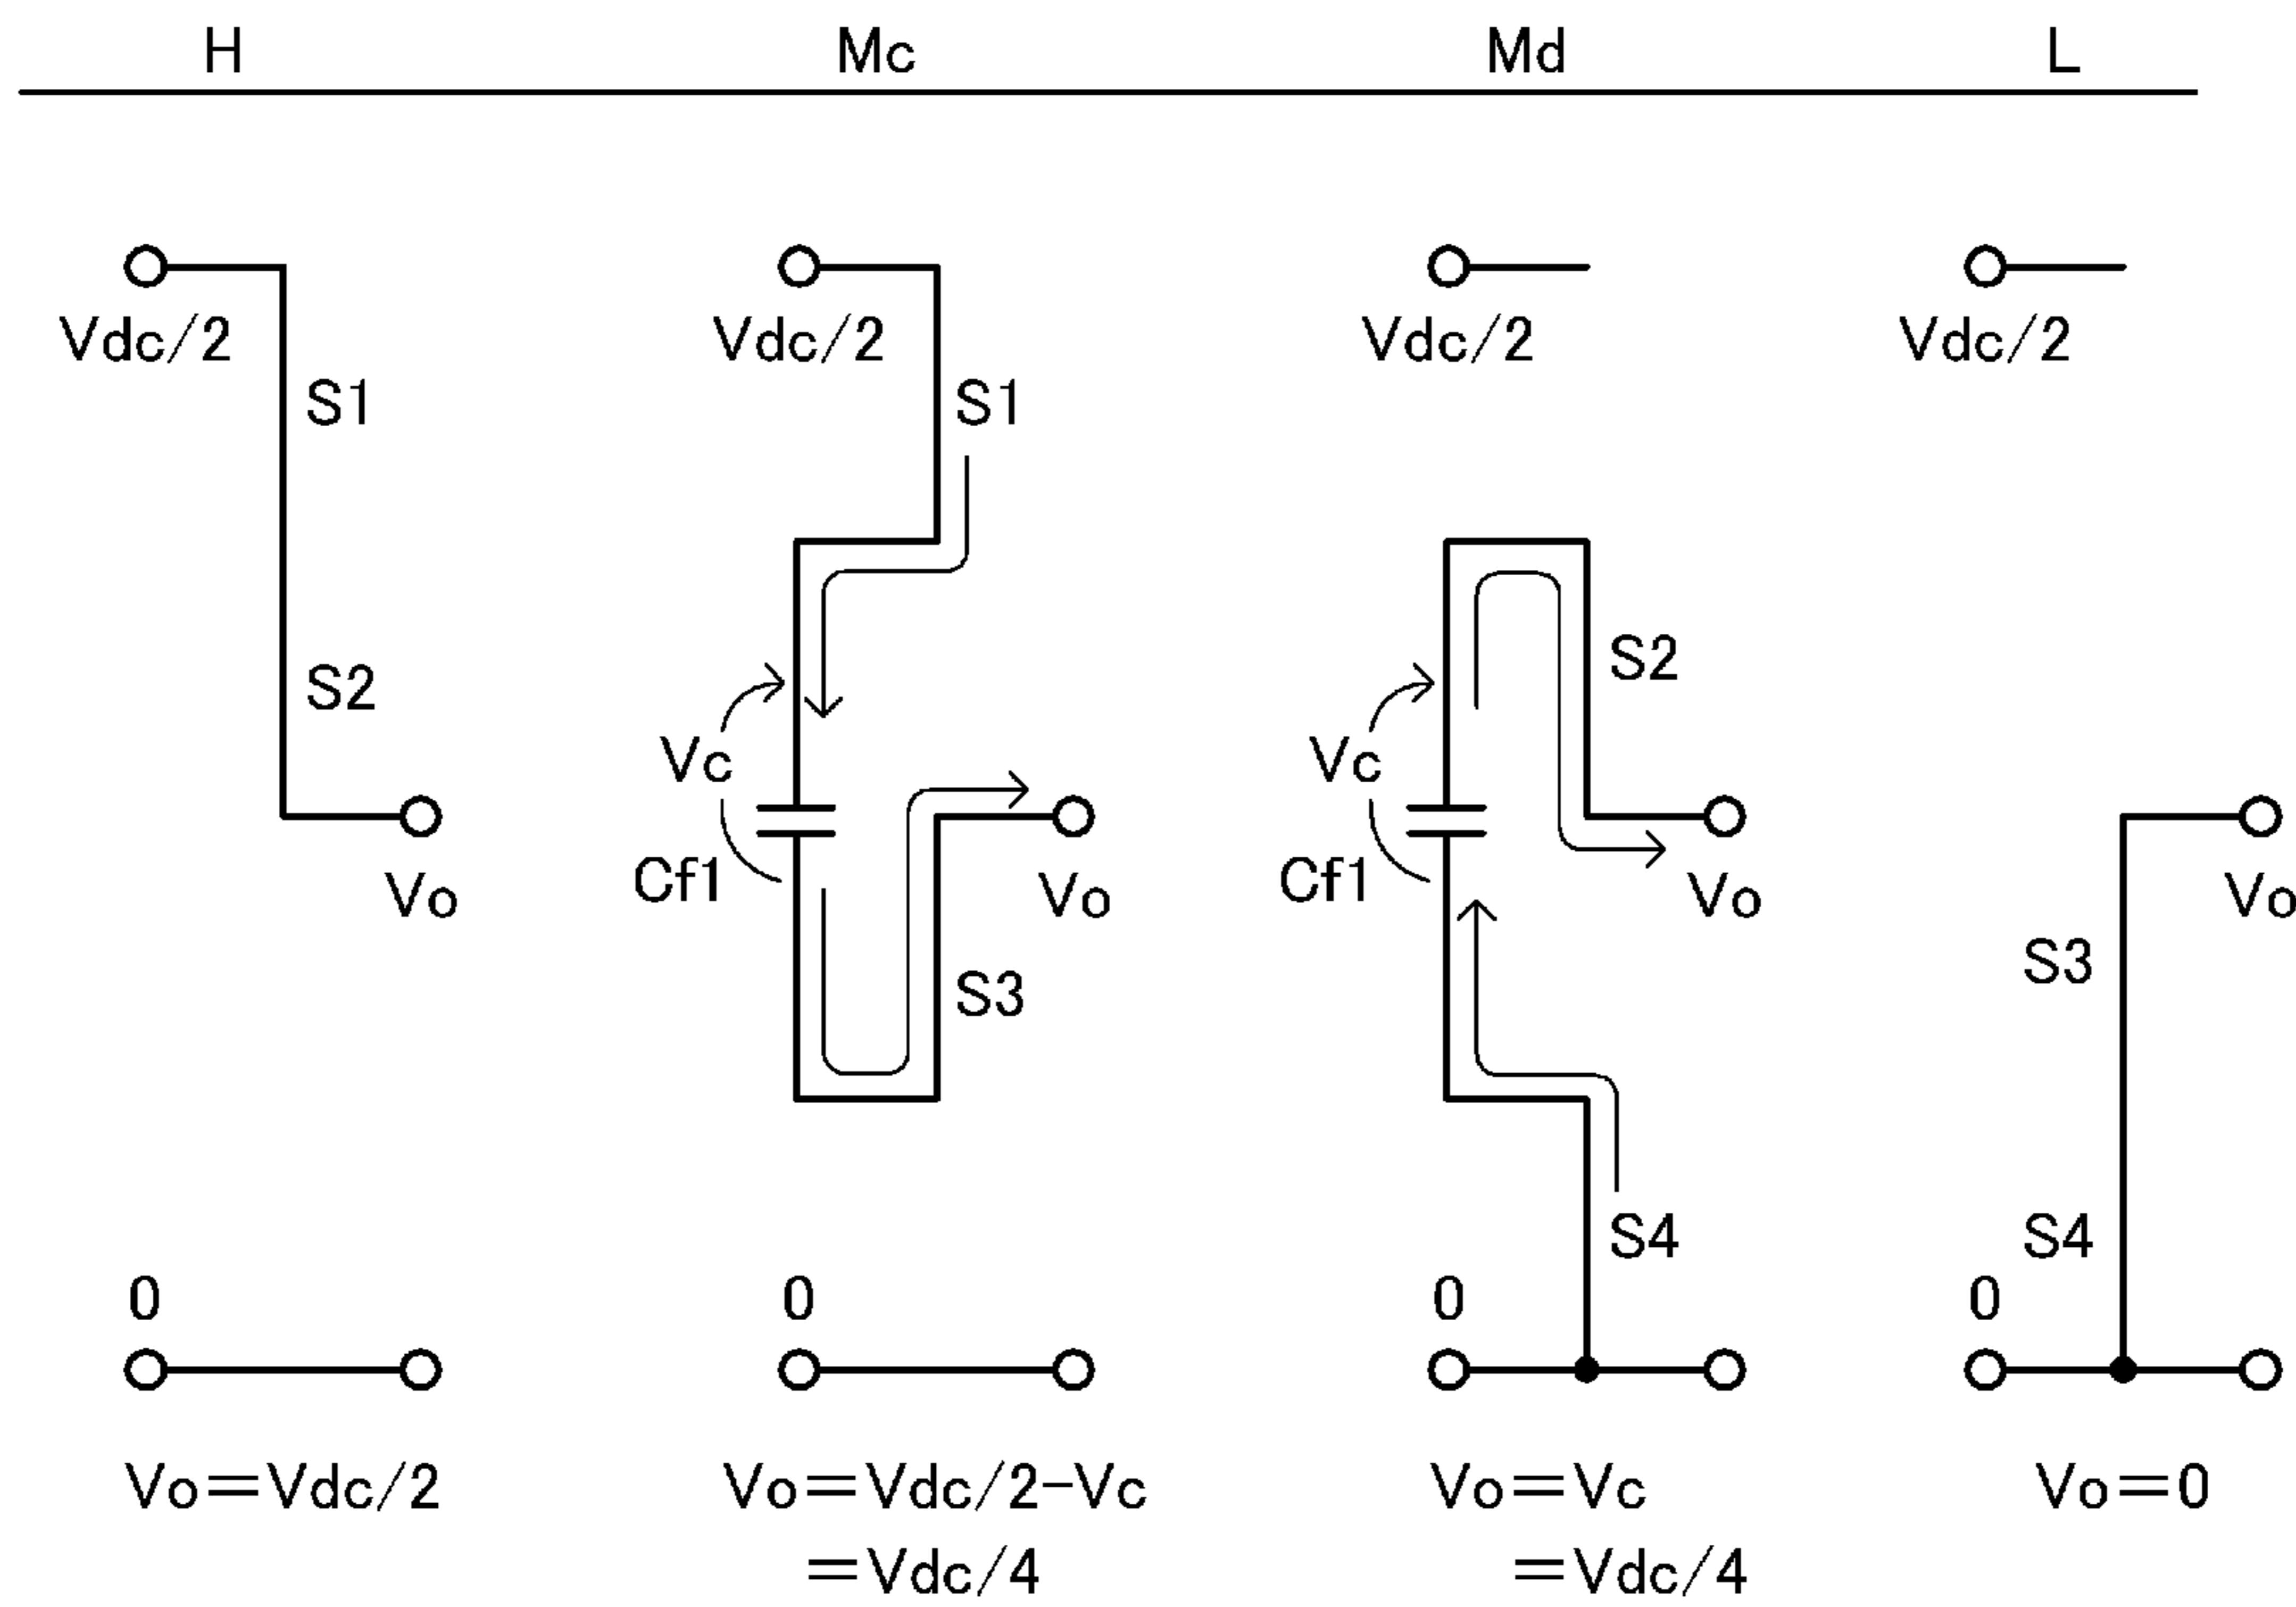 H Mc Md L
Vdc/2 Vdc/2 Vdc/2 Vdc/2
S1 S1
S2
S2
Vc Vc
Cf1 Cf1
Vo Vo Vo Vo
S3
S3
S4 S4
0 0 0 0
Vo=Vdc/2 Vo=Vdc/2-Vc Vo=Vc Vo=0
=Vdc/4 =Vdc/4